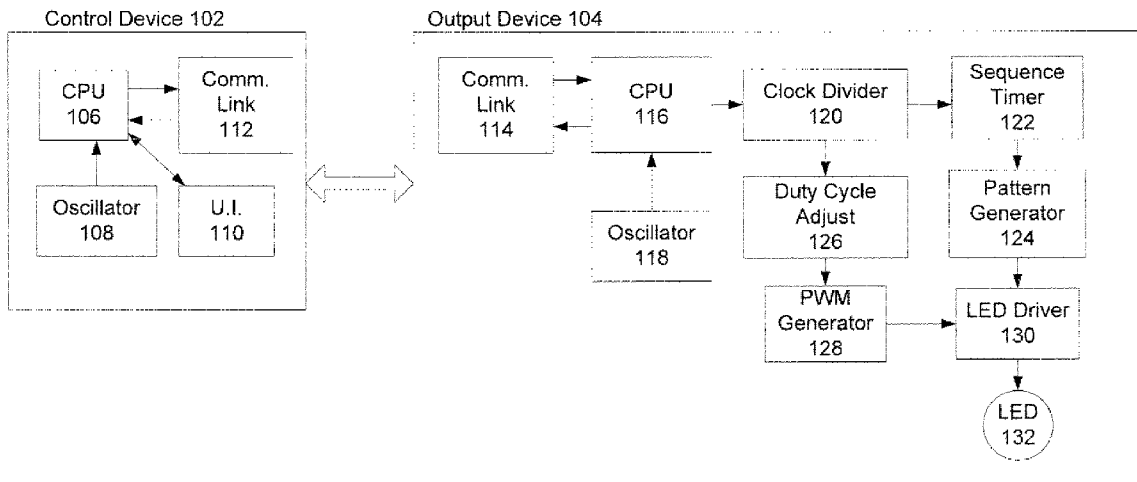 Control Device 102
CPU
106
Comm.
Link
112
Oscillator
108
U.I.
110
Output Device 104
Comm.
Link
114
CPU
116
Clock Divider
120
Sequence
Timer
122
Oscillator
118
Duty Cycle
Adjust
126
Pattern
Generator
124
PWM
Generator
128
LED Driver
130
LED
132